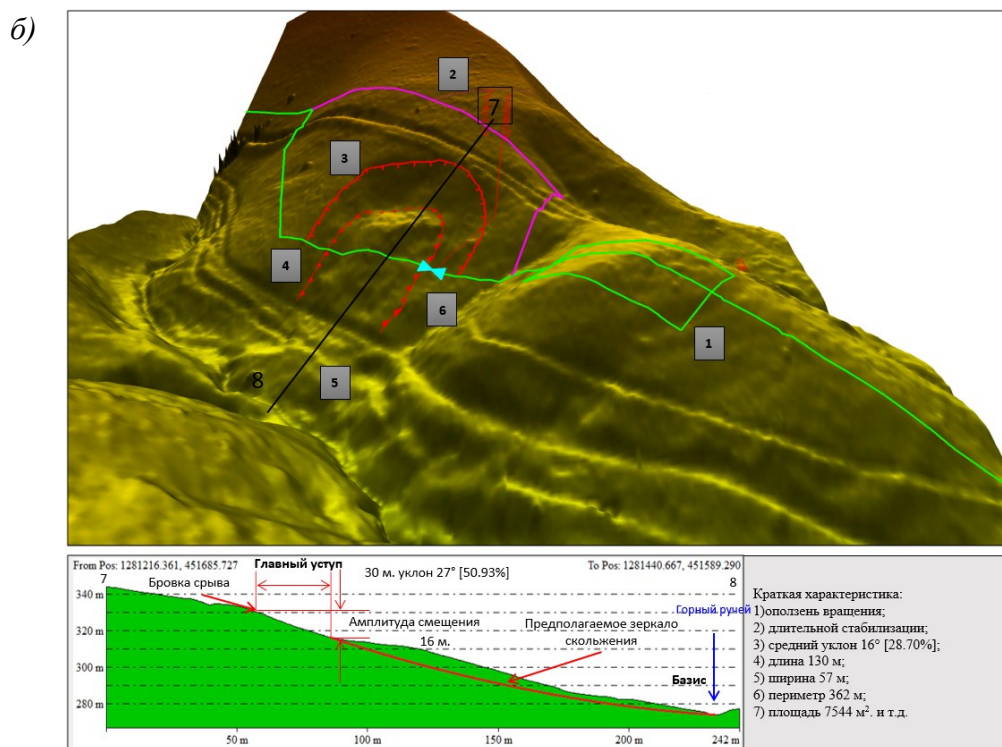 б)
2
7
3
4
6
1
8
5
From Pos: 1281216.361, 451685.727
Главный уступ
30 м. уклон 27° [50.93%]
To Pos: 1281440.667, 451589.290
7
Бровка срыва
8
340 m
Горный ручей
320 m
Амплуда смещения
16 м.
Предполагаемое зеркало
скольжения
300 m
Базис
280 m
50 m
100 m
150 m
200 m
242 m
Краткая характеристика:
1)оползень вращения;
2) длительной стабилизации;
3) средний уклон 16° [28.70%];
4) длина 130 м;
5) ширина 57 м;
6) периметр 362 м;
7) площадь 7544 м². и т.д.